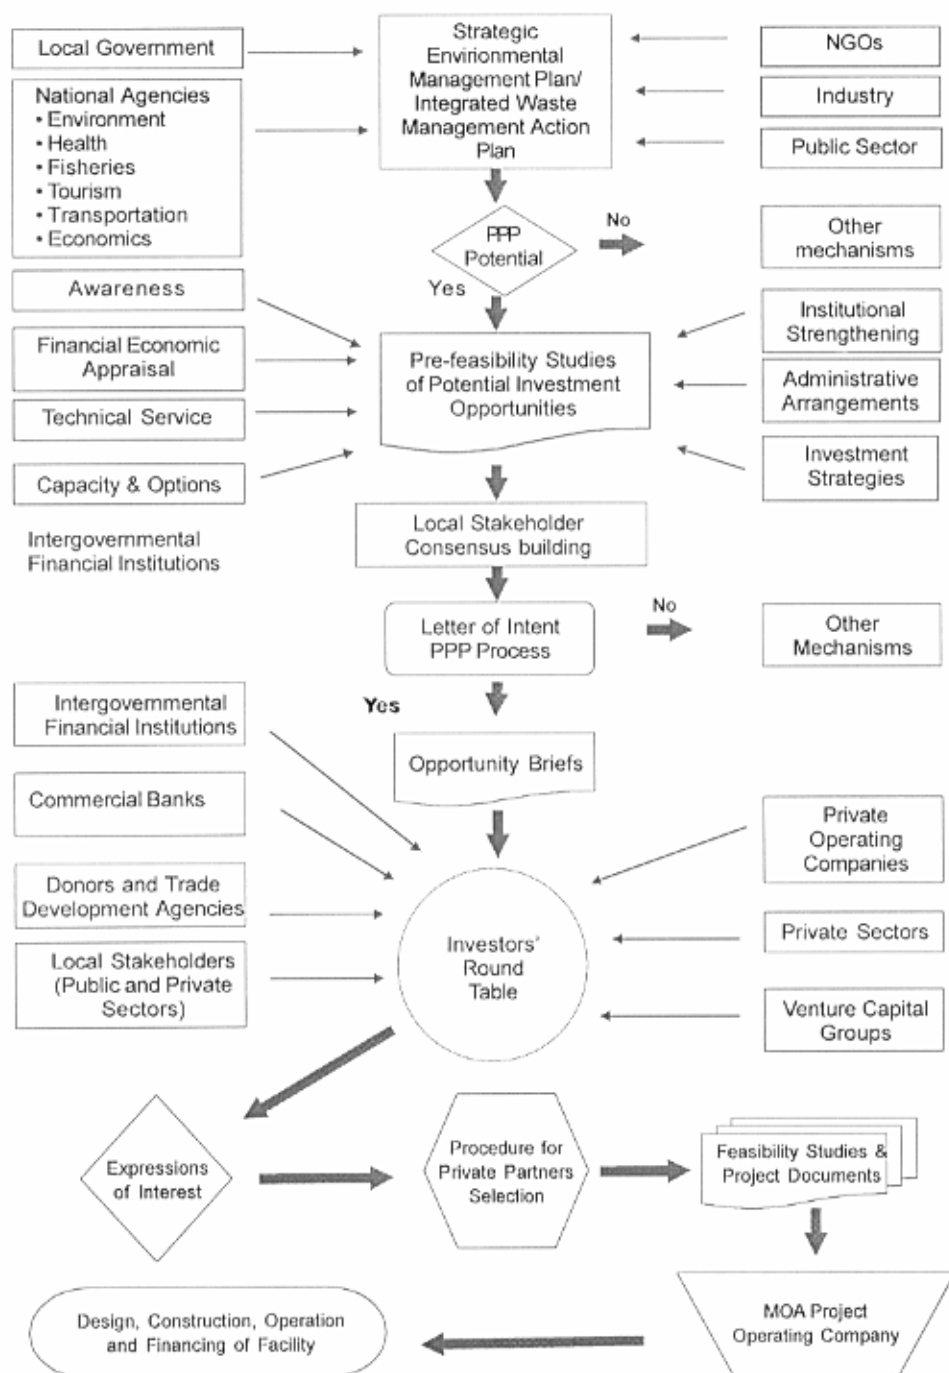 Local Government
National Agencies
• Environment
• Health
• Fisheries
• Tourism
• Transportation
• Economics
Strategic
Envirionmental
Management Plan/
Integrated Waste
Management Action
Plan
NGOs
Industry
Public Sector
PPP
Potential
No
Yes
Other
mechanisms
Awareness
Financial Economic
Appraisal
Technical Service
Capacity & Options
Pre-feasibility Studies
of Potential Investment
Opportunities
Institutional
Strengthening
Administrative
Arrangements
Investment
Strategies
Intergovernmental
Financial Institutions
Local Stakeholder
Consensus building
Letter of Intent
PPP Process
No
Other
Mechanisms
Yes
Intergovernmental
Financial Institutions
Opportunity Briefs
Commercial Banks
Donors and Trade
Development Agencies
Local Stakeholders
(Public and Private
Sectors)
Investors'
Round
Table
Private
Operating
Companies
Private Sectors
Venture Capital
Groups
Expressions
of Interest
Procedure for
Private Partners
Selection
Feasibility Studies &
Project Documents
MOA Project
Operating Company
Design, Construction, Operation
and Financing of Facility